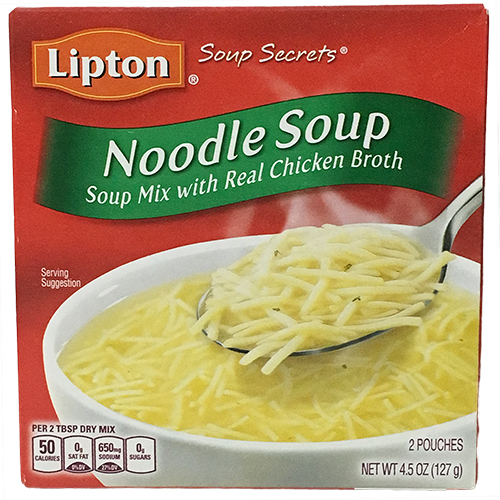 Lipton®
Soup Secrets®
Noodle Soup
Soup Mix with Real Chicken Broth
Serving
Suggestion
PER 2 TBSP DRY MIX
50 CALORIES
0g SAT FAT 0% DV
650mg SODIUM 27% DV
0g SUGARS
2 POUCHES
NET WT 4.5 OZ (127 g)